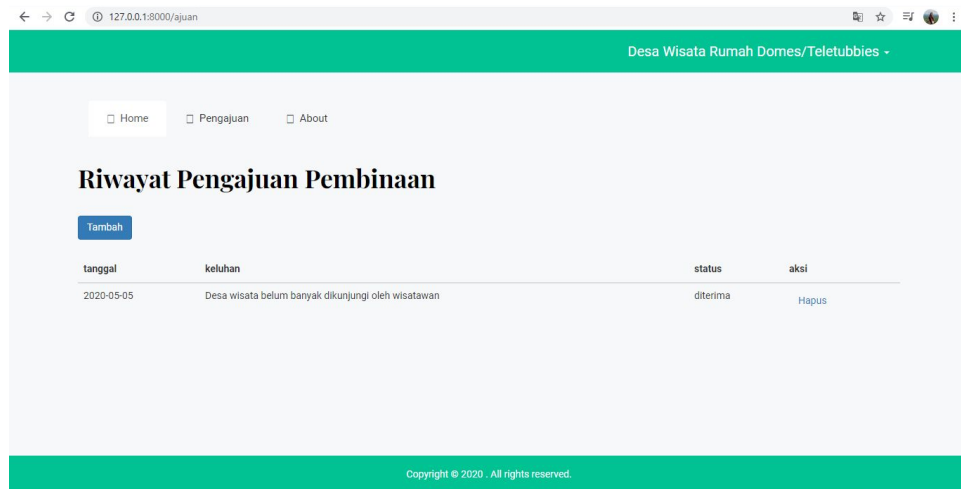 127.0.0.1:8000/ajuan
Desa Wisata Rumah Domes/Teletubbies
Home Pengajuan About
Riwayat Pengajuan Pembinaan
Tambah
tanggal keluhan status aksi
2020-05-05 Desa wisata belum banyak dikunjungi oleh wisatawan diterima Hapus
Copyright © 2020 . All rights reserved.